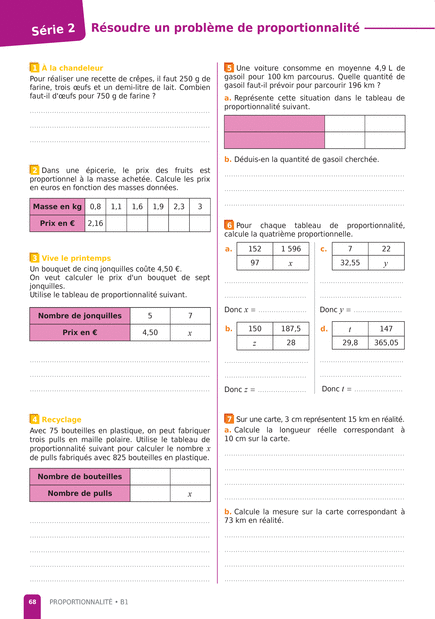 Série 2
Résoudre un problème de proportionnalité
1 À la chandeleur
Pour réaliser une recette de crêpes, il faut 250 g de
farine, trois œufs et un demi-litre de lait. Combien
faut-il d'œufs pour 750 g de farine ?
2 Dans une épicerie, le prix des fruits est
proportionnel à la masse achetée. Calcule les prix
en euros en fonction des masses données.
Masse en kg 0,8 1,1 1,6 1,9 2,3 3
Prix en € 2,16
3 Vive le printemps
Un bouquet de cinq jonquilles coûte 4,50 €.
On veut calculer le prix d'un bouquet de sept
jonquilles.
Utilise le tableau de proportionnalité suivant.
Nombre de jonquilles 5 7
Prix en € 4,50 x
4 Recyclage
Avec 75 bouteilles en plastique, on peut fabriquer
trois pulls en maille polaire. Utilise le tableau de
proportionnalité suivant pour calculer le nombre x
de pulls fabriqués avec 825 bouteilles en plastique.
Nombre de bouteilles
Nombre de pulls x
5 Une voiture consomme en moyenne 4,9 L de
gasoil pour 100 km parcourus. Quelle quantité de
gasoil faut-il prévoir pour parcourir 196 km ?
a. Représente cette situation dans le tableau de
proportionnalité suivant.
b. Déduis-en la quantité de gasoil cherchée.
6 Pour chaque tableau de proportionnalité,
calcule la quatrième proportionnelle.
a. 152 1 596
97 x
Donc x =
c. 7 22
32,55 y
Donc y =
b. 150 187,5
z 28
Donc z =
d. t 147
29,8 365,05
Donc t =
7 Sur une carte, 3 cm représentent 15 km en réalité.
a. Calcule la longueur réelle correspondant à
10 cm sur la carte.
b. Calcule la mesure sur la carte correspondant à
73 km en réalité.
68 PROPORTIONNALITÉ • B1